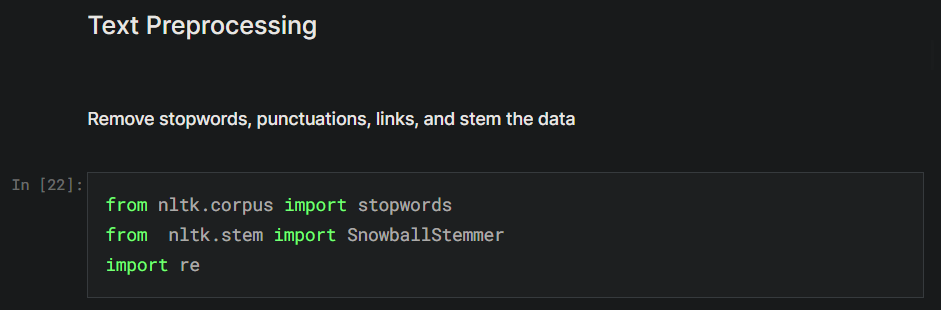 Text Preprocessing
Remove stopwords, punctuations, links, and stem the data
In [22]:
from nltk.corpus import stopwords
from  nltk.stem import SnowballStemmer
import re